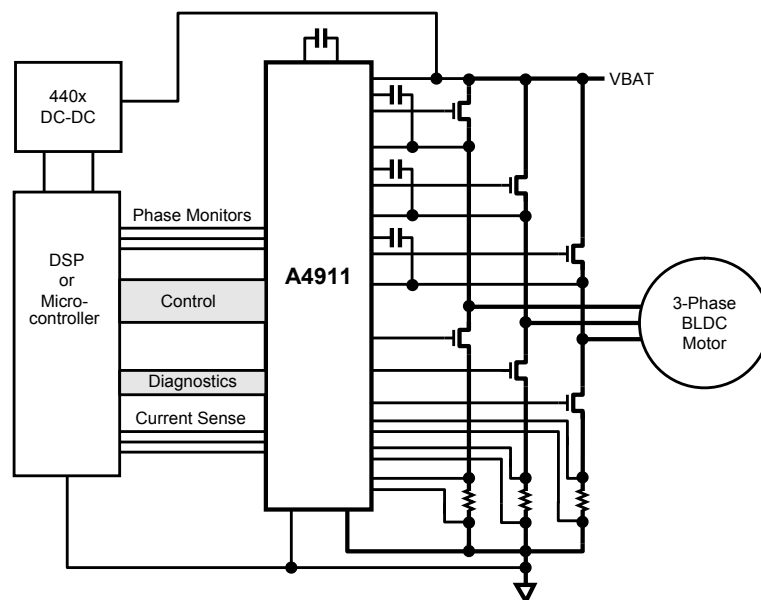 440x
DC-DC
VBAT
Phase Monitors
DSP
or
Micro-
controller
A4911
Control
3-Phase
BLDC
Motor
Diagnostics
Current Sense